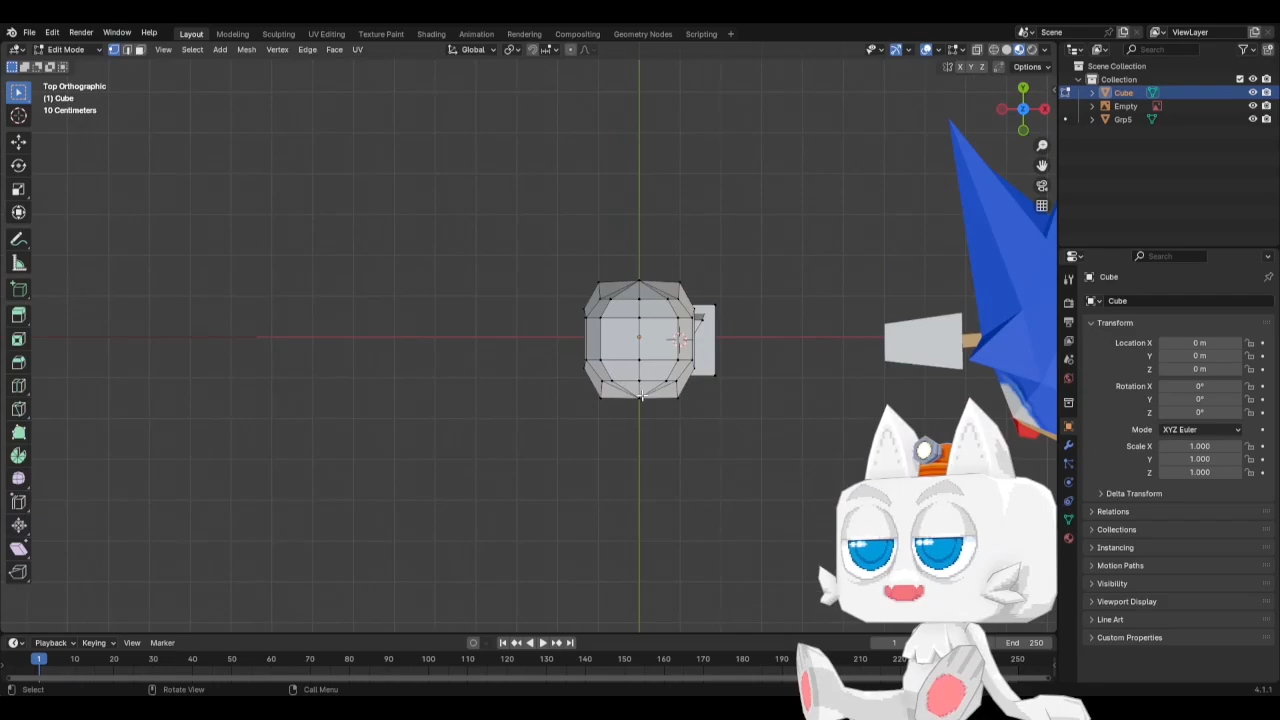 File Edit Render Window Help Layout Modeling Sculpting UV Editing Texture Paint Shading Animation Rendering Compositing Geometry Nodes Scripting + Scene ViewLayer
Edit Mode View Select Add Mesh Vertex Edge Face UV Global Search
X Y Z Options
Scene Collection
Collection
Cube
Empty
Grp5
Top Orthographic
(1) Cube
10 Centimeters
Y
X
Z
Search
Cube
Cube
Transform
Location X 0 m
Y 0 m
Z 0 m
Rotation X 0°
Y 0°
Z 0°
Mode XYZ Euler
Scale X 1.000
Y 1.000
Z 1.000
Delta Transform
Relations
Collections
Instancing
Motion Paths
Visibility
Viewport Display
Line Art
Custom Properties
Playback Keying View Marker 1 End 250
1 10 20 30 40 50 60 70 80 90 100 110 120 130 140 150 160 170 180 190 200 210 250
Select Rotate View Call Menu 4.1.1